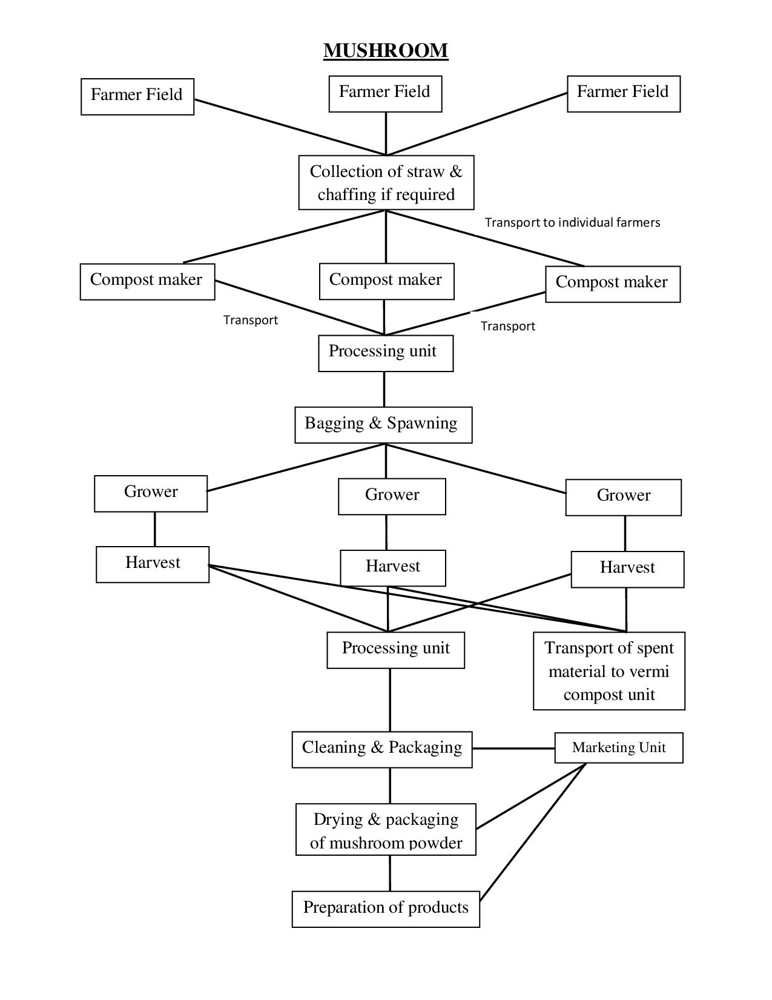 MUSHROOM
Farmer Field
Farmer Field
Farmer Field
Collection of straw &
chaffing if required
Transport to individual farmers
Compost maker
Compost maker
Compost maker
Transport
Transport
Processing unit
Bagging & Spawning
Grower
Grower
Grower
Harvest
Harvest
Harvest
Processing unit
Transport of spent
material to vermi
compost unit
Cleaning & Packaging
Marketing Unit
Drying & packaging
of mushroom powder
Preparation of products